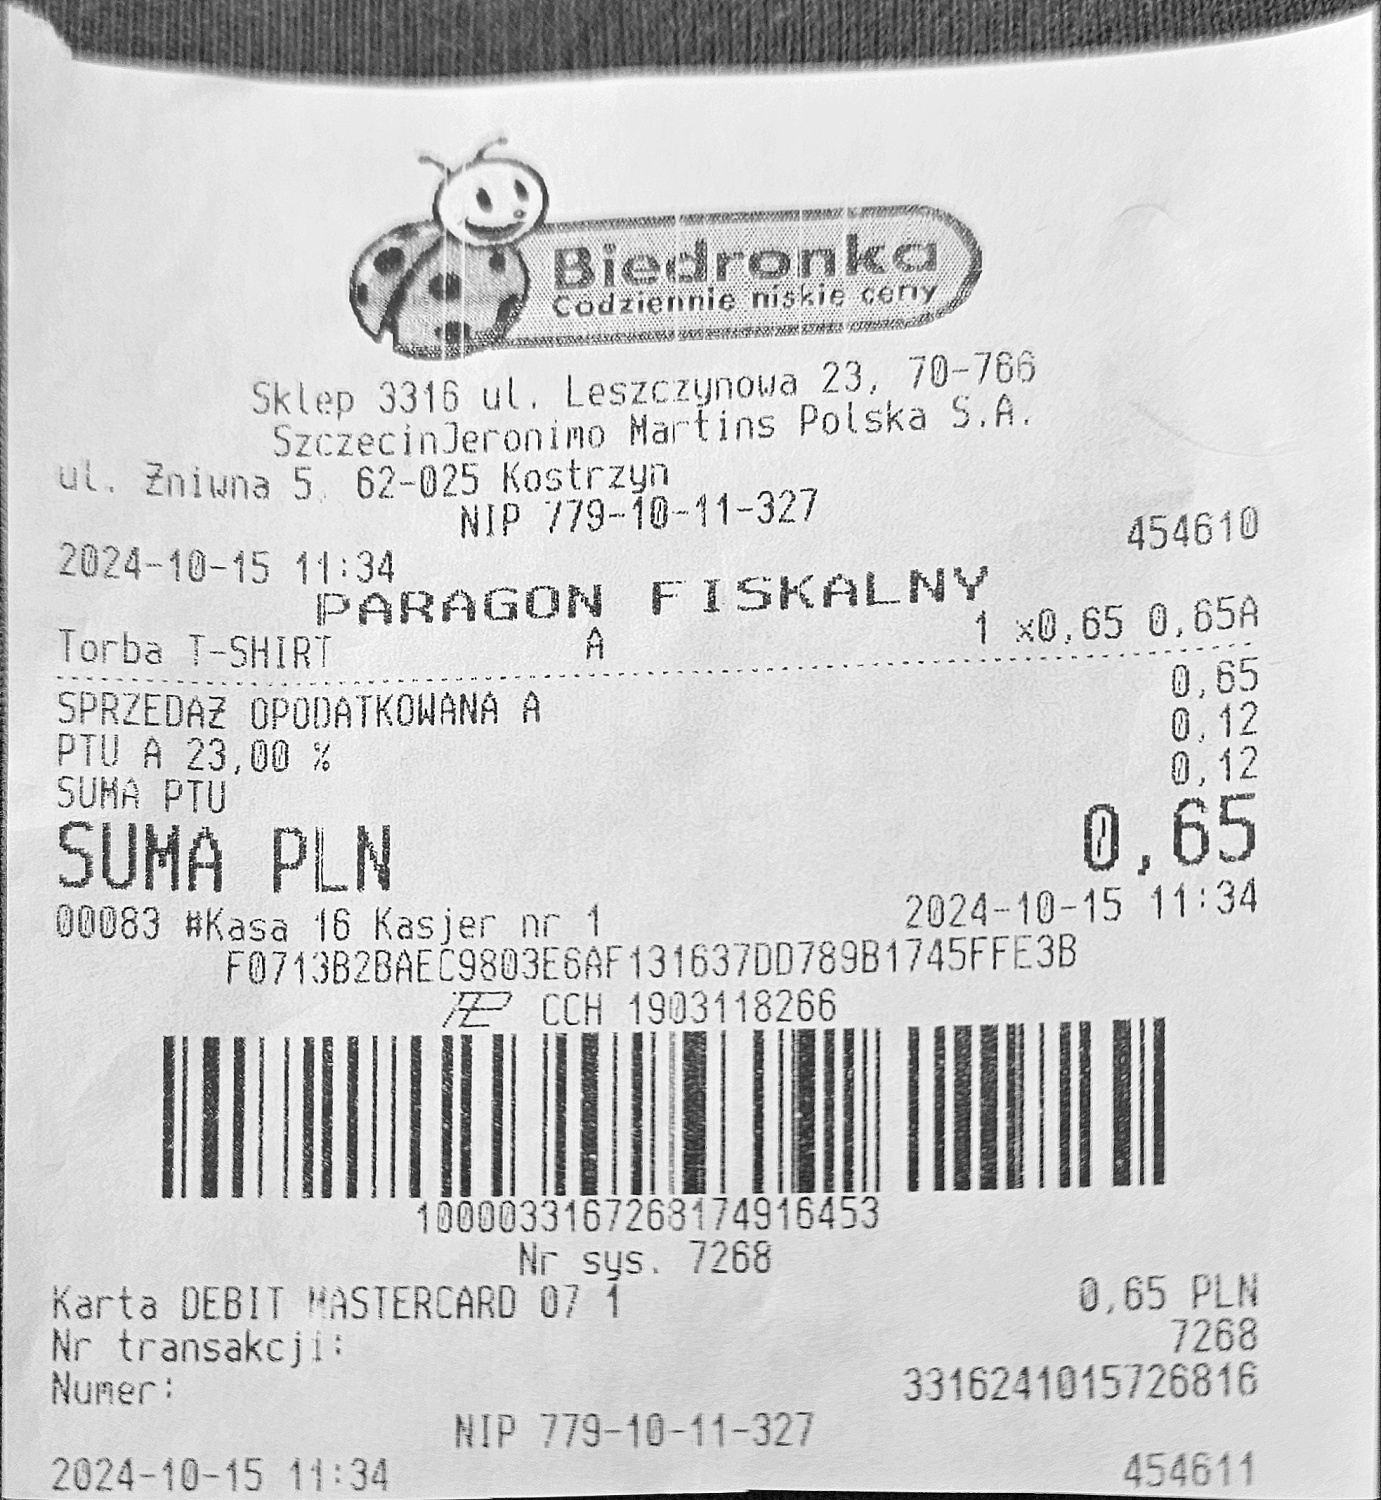 Biedronka
Codziennie niskie ceny
Sklep 3316 ul. Leszczynowa 23, 70-766
SzczecinJeronimo Martins Polska S.A.
ul. Żniwna 5, 62-025 Kostrzyn
NIP 779-10-11-327
2024-10-15 11:34 454610
PARAGON FISKALNY
Torba T-SHIRT A 1 x0,65 0,65A
SPRZEDAŻ OPODATKOWANA A 0,65
PTU A 23,00 % 0,12
SUMA PTU 0,12
SUMA PLN 0,65
00083 #Kasa 16 Kasjer nr 1 2024-10-15 11:34
F0713B2BAEC9803E6AF131637DD789B1745FFE3B
CCH 1903118266
1000033167268174916453
Nr sys. 7268
Karta DEBIT MASTERCARD 07 1 0,65 PLN
Nr transakcji: 7268
Numer: 3316241015726816
NIP 779-10-11-327
2024-10-15 11:34 454611